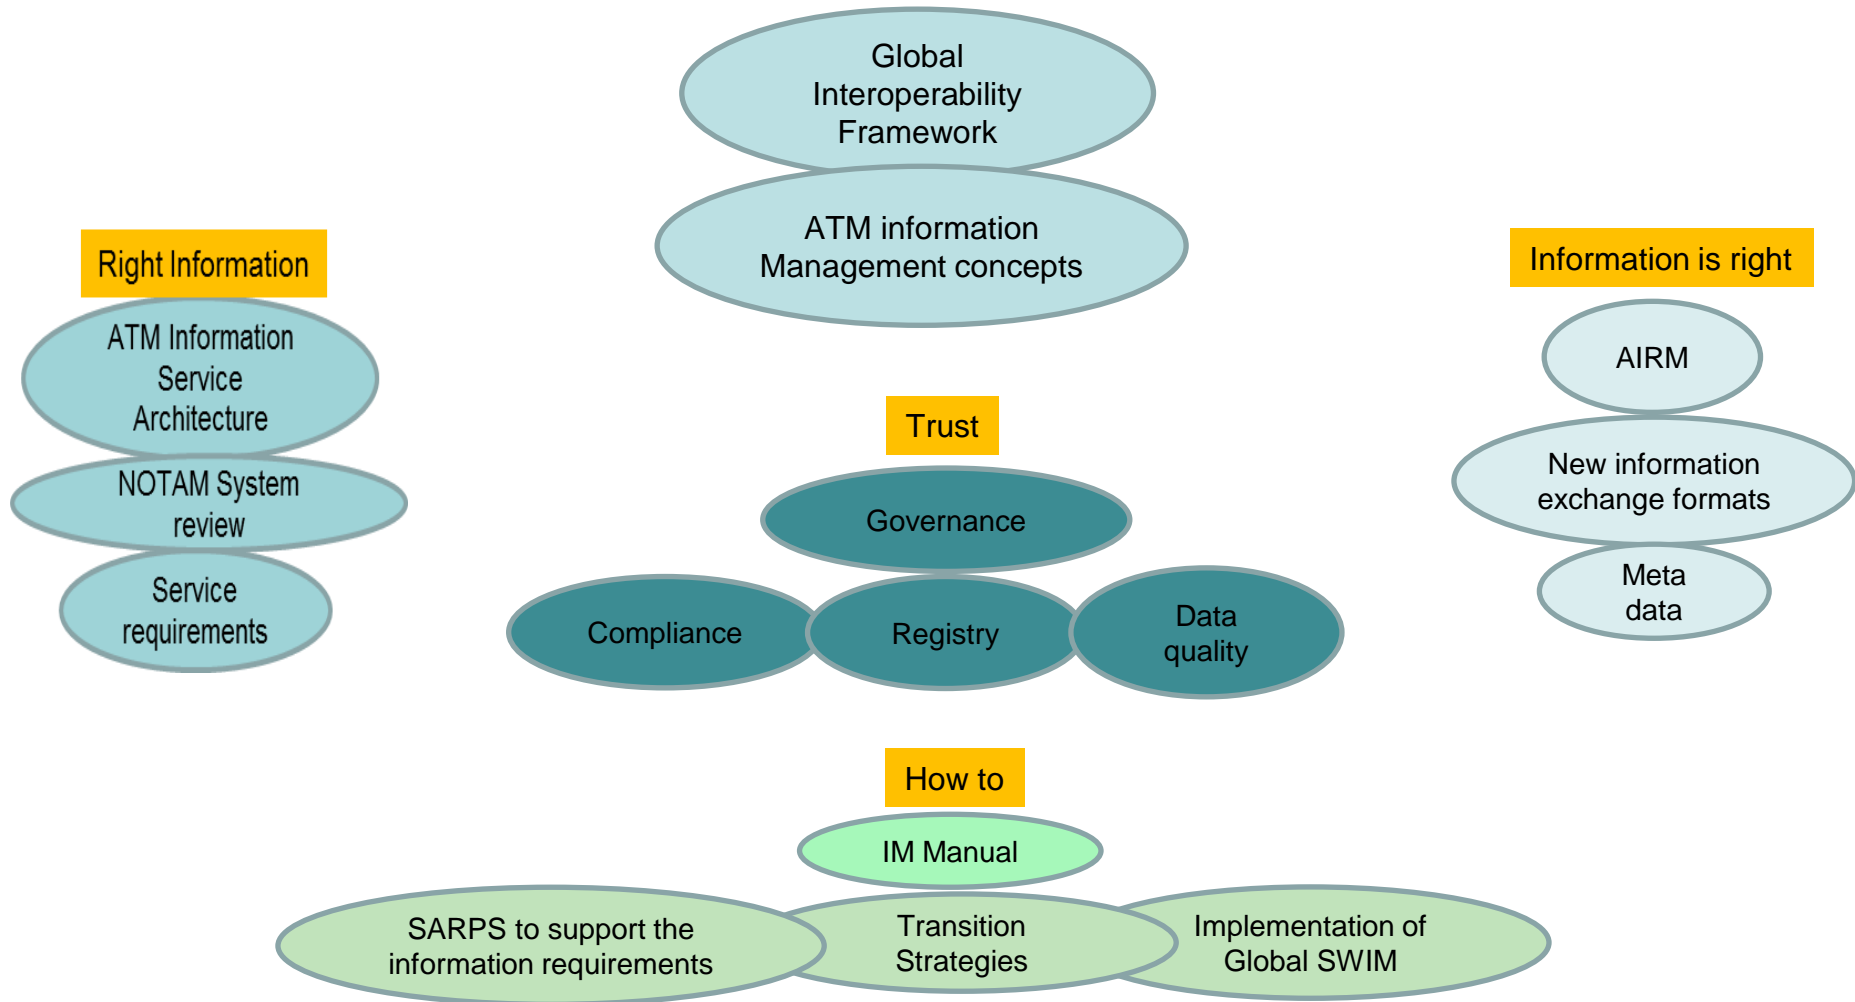 Global
Interoperability
Framework
ATM information
Management concepts
Right Information
ATM Information
Service
Architecture
NOTAM System
review
Service
requirements
Information is right
AIRM
New information
exchange formats
Meta
data
Trust
Governance
Compliance
Registry
Data
quality
How to
IM Manual
SARPS to support the
information requirements
Transition
Strategies
Implementation of
Global SWIM